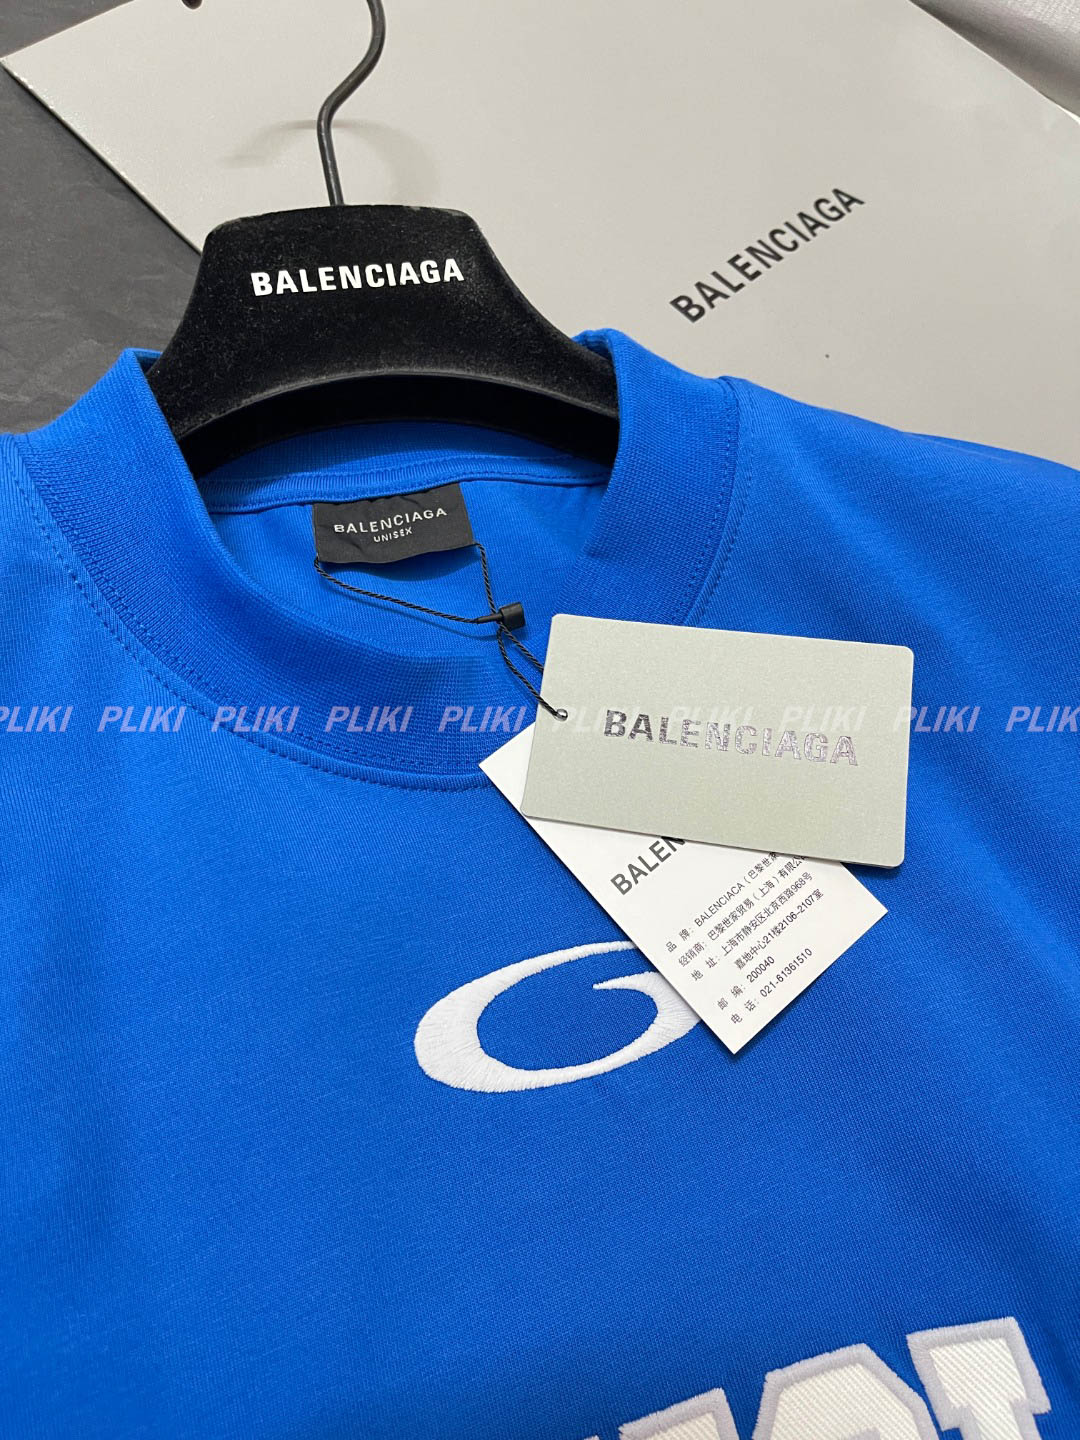 BALENCIAGA
BALENCIAGA
BALENCIAGA
UNISEX
PLIKI PLIKI PLIKI PLIKI PLIKI PLIKI PLIKI PLIKI PLIKI PLIKI
BALENCIAGA
BALEN
品 牌: BALENCIACA (巴黎世家
经销商: 巴黎世家贸易(上海)有限公
地 址: 上海市静安区北京西路968号
嘉地中心21楼2106-2107室
邮 编: 200040
电 话: 021-61361510